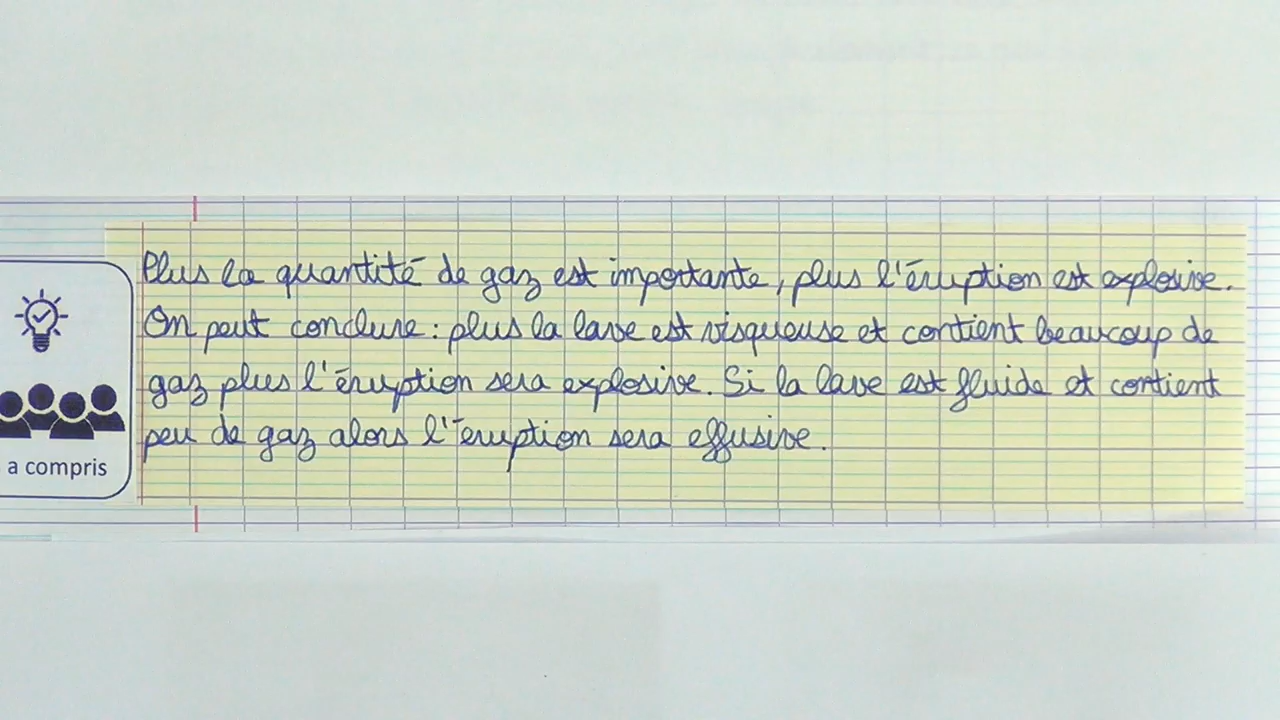 Plus la quantité de gaz est importante, plus l'éruption est explosive.
On peut conclure : plus la lave est visqueuse et contient beaucoup de
gaz plus l'éruption sera explosive. Si la lave est fluide et contient
peu de gaz alors l'éruption sera effusive.
a compris